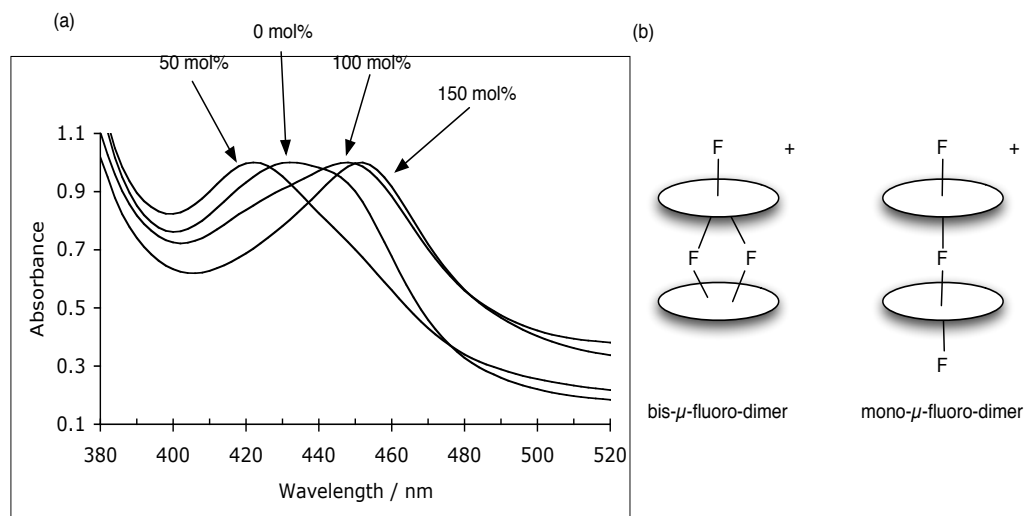 (a)
0 mol%
(b)
50 mol%
100 mol%
150 mol%
1.1
0.9
0.7
0.5
0.3
0.1
Absorbance
380 400 420 440 460 480 500 520
Wavelength / nm
F +
F F
bis-μ-fluoro-dimer
F +
F
F
mono-μ-fluoro-dimer